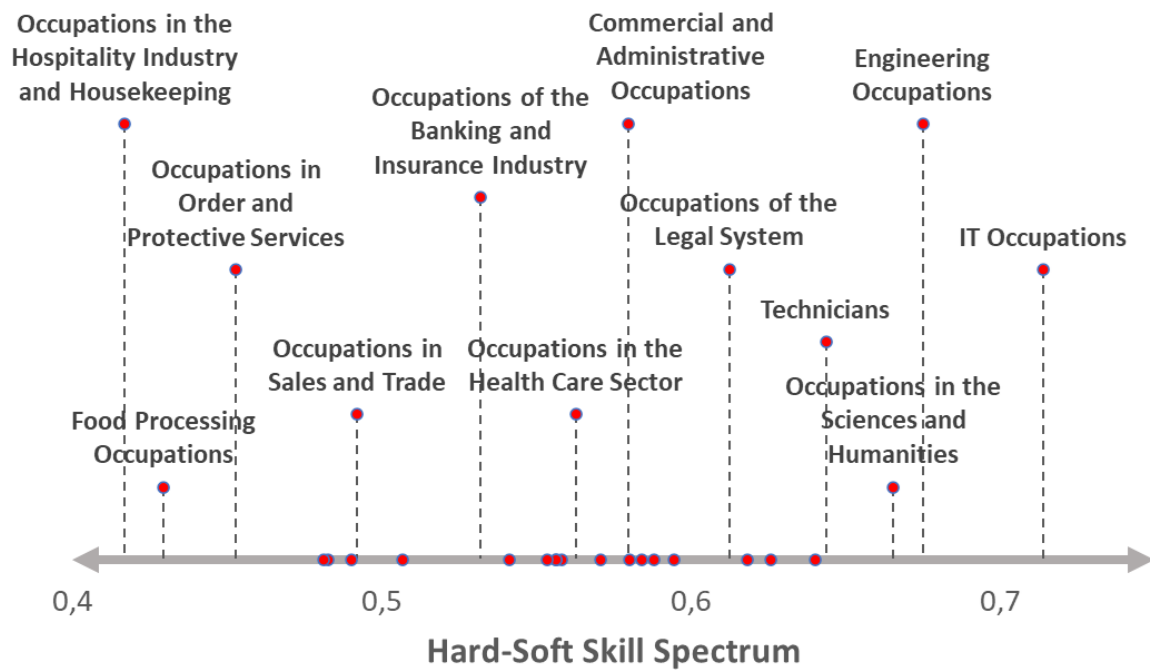 Occupations in the
Hospitality Industry
and Housekeeping
Commercial and
Administrative
Occupations
Engineering
Occupations
Occupations of the
Banking and
Insurance Industry
Occupations in
Order and
Protective Services
Occupations of the
Legal System
IT Occupations
Technicians
Occupations in
Sales and Trade
Occupations in the
Health Care Sector
Occupations in the
Sciences and
Humanities
Food Processing
Occupations
0,4
0,5
0,6
0,7
Hard-Soft Skill Spectrum